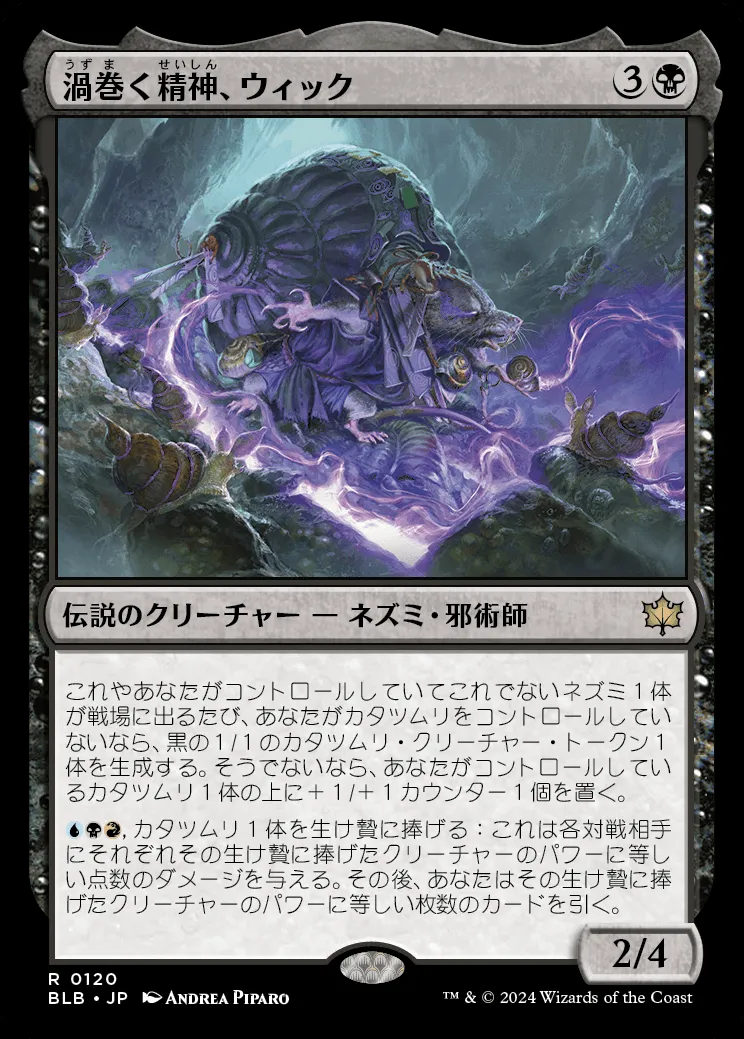 うずま せいしん
渦巻く精神、ウィック
3
伝説のクリーチャー — ネズミ・邪術師
これやあなたがコントロールしていてこれでないネズミ1体
が戦場に出るたび、あなたがカタツムリをコントロールしてい
ないなら、黒の1/1のカタツムリ・クリーチャー・トークン1
体を生成する。そうでないなら、あなたがコントロールしてい
るカタツムリ1体の上に+1/+1カウンター1個を置く。
, カタツムリ1体を生け贄に捧げる:これは各対戦相手
にそれぞれその生け贄に捧げたクリーチャーのパワーに等し
い点数のダメージを与える。その後、あなたはその生け贄に捧
げたクリーチャーのパワーに等しい枚数のカードを引く。
2/4
R 0120
BLB • JP Andrea Piparo
™ & © 2024 Wizards of the Coast